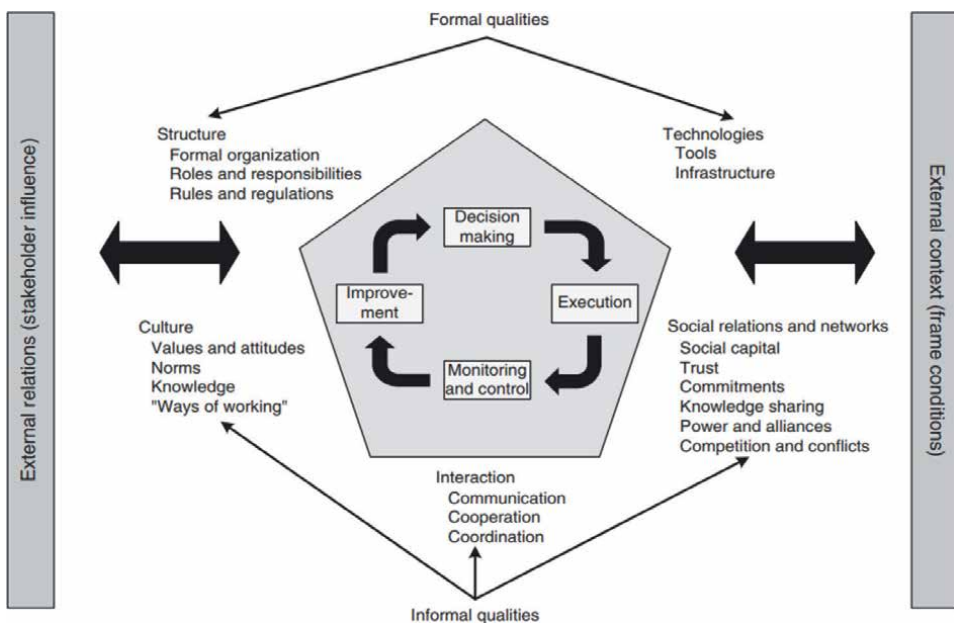 Formal qualities
External relations (stakeholder influence)
Structure
Formal organization
Roles and responsibilities
Rules and regulations
Technologies
Tools
Infrastructure
Decision
making
Improve-
ment
Execution
Monitoring
and control
Culture
Values and attitudes
Norms
Knowledge
"Ways of working"
Social relations and networks
Social capital
Trust
Commitments
Knowledge sharing
Power and alliances
Competition and conflicts
Interaction
Communication
Cooperation
Coordination
Informal qualities
External context (frame conditions)